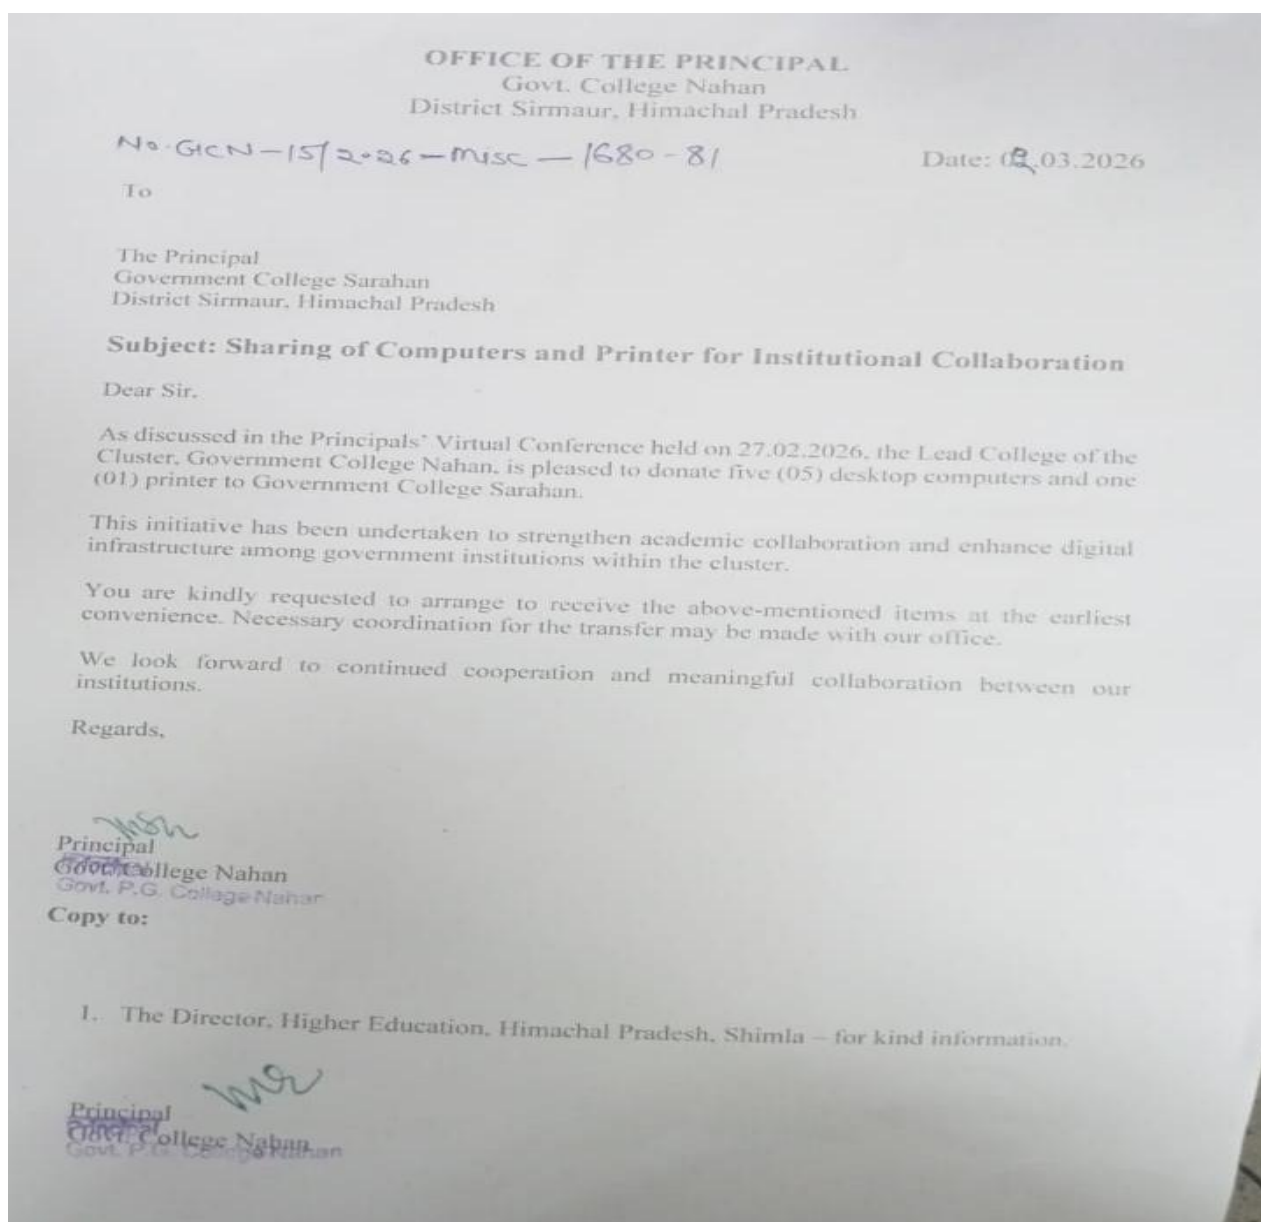 OFFICE OF THE PRINCIPAL
Govt. College Nahan
District Sirmaur, Himachal Pradesh
No. GCN-15/2026-Misc-1680-81 Date: .03.2026
To
The Principal
Government College Sarahan
District Sirmaur, Himachal Pradesh
Subject: Sharing of Computers and Printer for Institutional Collaboration
Dear Sir,
As discussed in the Principals' Virtual Conference held on 27.02.2026, the Lead College of the
Cluster, Government College Nahan, is pleased to donate five (05) desktop computers and one
(01) printer to Government College Sarahan.
This initiative has been undertaken to strengthen academic collaboration and enhance digital
infrastructure among government institutions within the cluster.
You are kindly requested to arrange to receive the above-mentioned items at the earliest
convenience. Necessary coordination for the transfer may be made with our office.
We look forward to continued cooperation and meaningful collaboration between our
institutions.
Regards,
Principal
College Nahan
Govt. P.G. College Nahan
Copy to:
1. The Director, Higher Education, Himachal Pradesh, Shimla – for kind information.
Principal
College Nahan
Govt. P.G. College Nahan